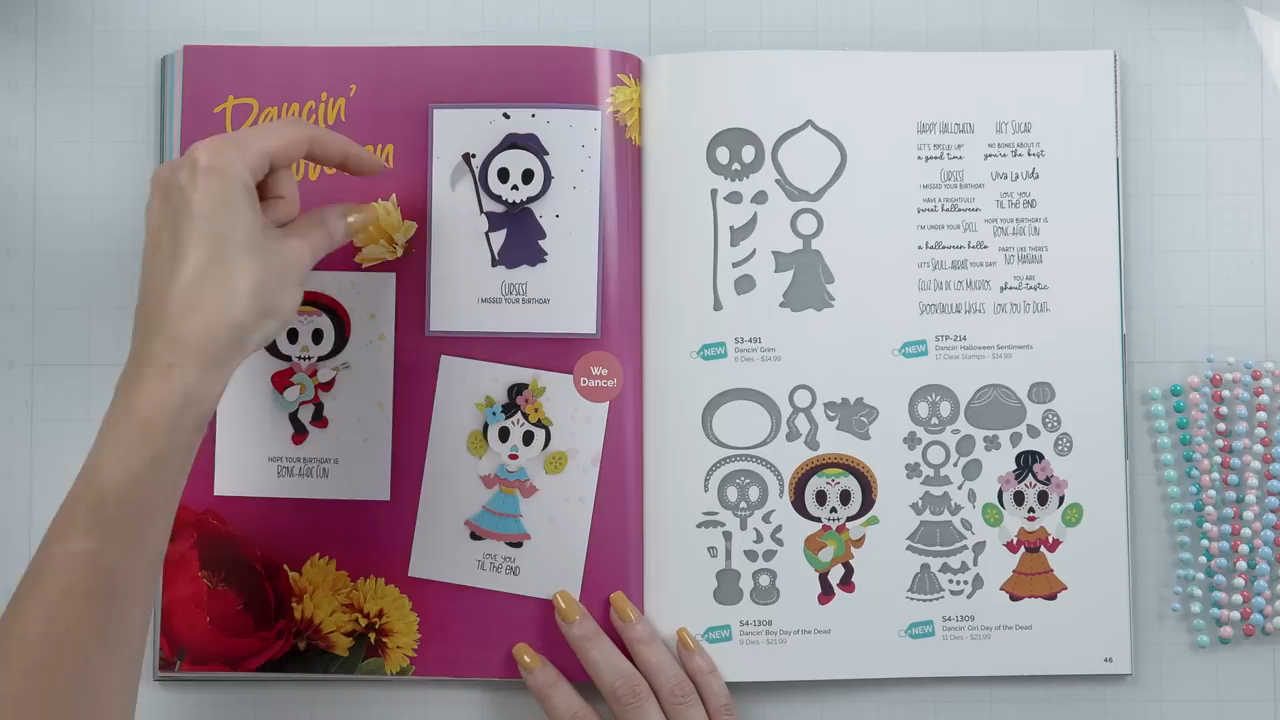 Dancin'
CURSES!
I MISSED YOUR BIRTHDAY
HOPE YOUR BIRTHDAY IS
BONE-AFIDE FUN
We
Dance!
LOVE YOU
'TIL THE END
HAPPY HALLOWEEN
LET'S BREW UP
a good time
CURSES!
I MISSED YOUR BIRTHDAY
HAVE A FRIGHTFULLY
sweet halloween
I'M UNDER YOUR SPELL
a halloween hello
LET'S SKULL-ABRATE YOUR DAY!
FELIZ DIA DE LOS MUERTOS
SPOOKTACULAR WISHES
HEY SUGAR
NO BONES ABOUT IT
you're the best
VIVA LA VIDA
LOVE YOU
'TIL THE END
HOPE YOUR BIRTHDAY IS
BONE-AFIDE FUN
PARTY LIKE THERE'S
NO MAÑANA
YOU ARE
ghoul-tastic
LOVE YOU TO DEATH
NEW
S3-491
Dancin' Grim
6 Dies - $14.99
NEW
STP-214
Dancin' Halloween Sentiments
17 Clear Stamps - $14.99
NEW
S4-1308
Dancin' Boy Day of the Dead
9 Dies - $21.99
NEW
S4-1309
Dancin' Girl Day of the Dead
11 Dies - $21.99
46